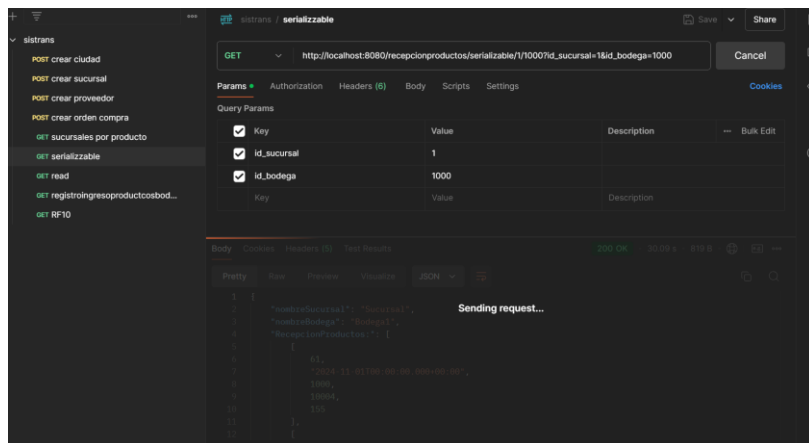 sistrans / serializzable
Save
Share
sistrans
POST crear ciudad
POST crear sucursal
POST crear proveedor
POST crear orden compra
GET sucursales por producto
GET serializzable
GET read
GET registroingresoproductcosbod...
GET RF10
GET
http://localhost:8080/recepcionproductos/serializable/1/1000?id_sucursal=1&id_bodega=1000
Cancel
Params Authorization Headers (6) Body Scripts Settings
Cookies
Query Params
Key Value Description Bulk Edit
id_sucursal 1
id_bodega 1000
Key Value Description
Body Cookies Headers (5) Test Results
200 OK 30.09 s 819 B
Pretty Raw Preview Visualize JSON
Sending request...
1 {
2 "nombreSucursal": "Sucursal",
3 "nombreBodega": "Bodega1",
4 "RecepcionProductos:": [
5 [
6 61,
7 "2024-11-01T00:00:00.000+00:00",
8 1000,
9 10004,
10 155
11 ],
12 [